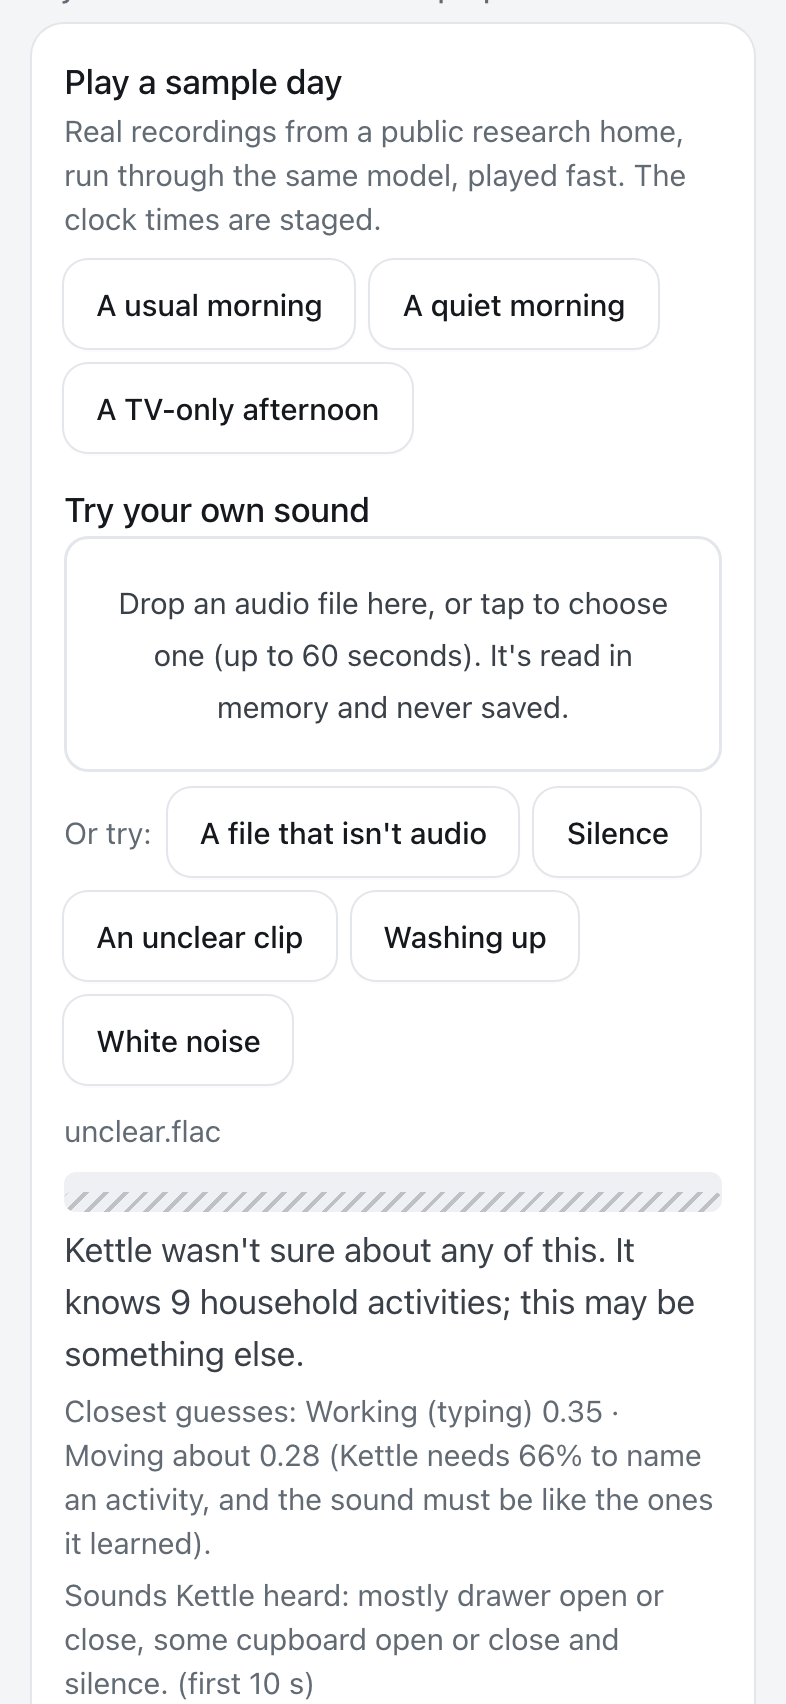 Play a sample day
Real recordings from a public research home,
run through the same model, played fast. The
clock times are staged.
A usual morning
A quiet morning
A TV-only afternoon
Try your own sound
Drop an audio file here, or tap to choose
one (up to 60 seconds). It's read in
memory and never saved.
Or try:
A file that isn't audio
Silence
An unclear clip
Washing up
White noise
unclear.flac
Kettle wasn't sure about any of this. It
knows 9 household activities; this may be
something else.
Closest guesses: Working (typing) 0.35 ·
Moving about 0.28 (Kettle needs 66% to name
an activity, and the sound must be like the ones
it learned).
Sounds Kettle heard: mostly drawer open or
close, some cupboard open or close and
silence. (first 10 s)